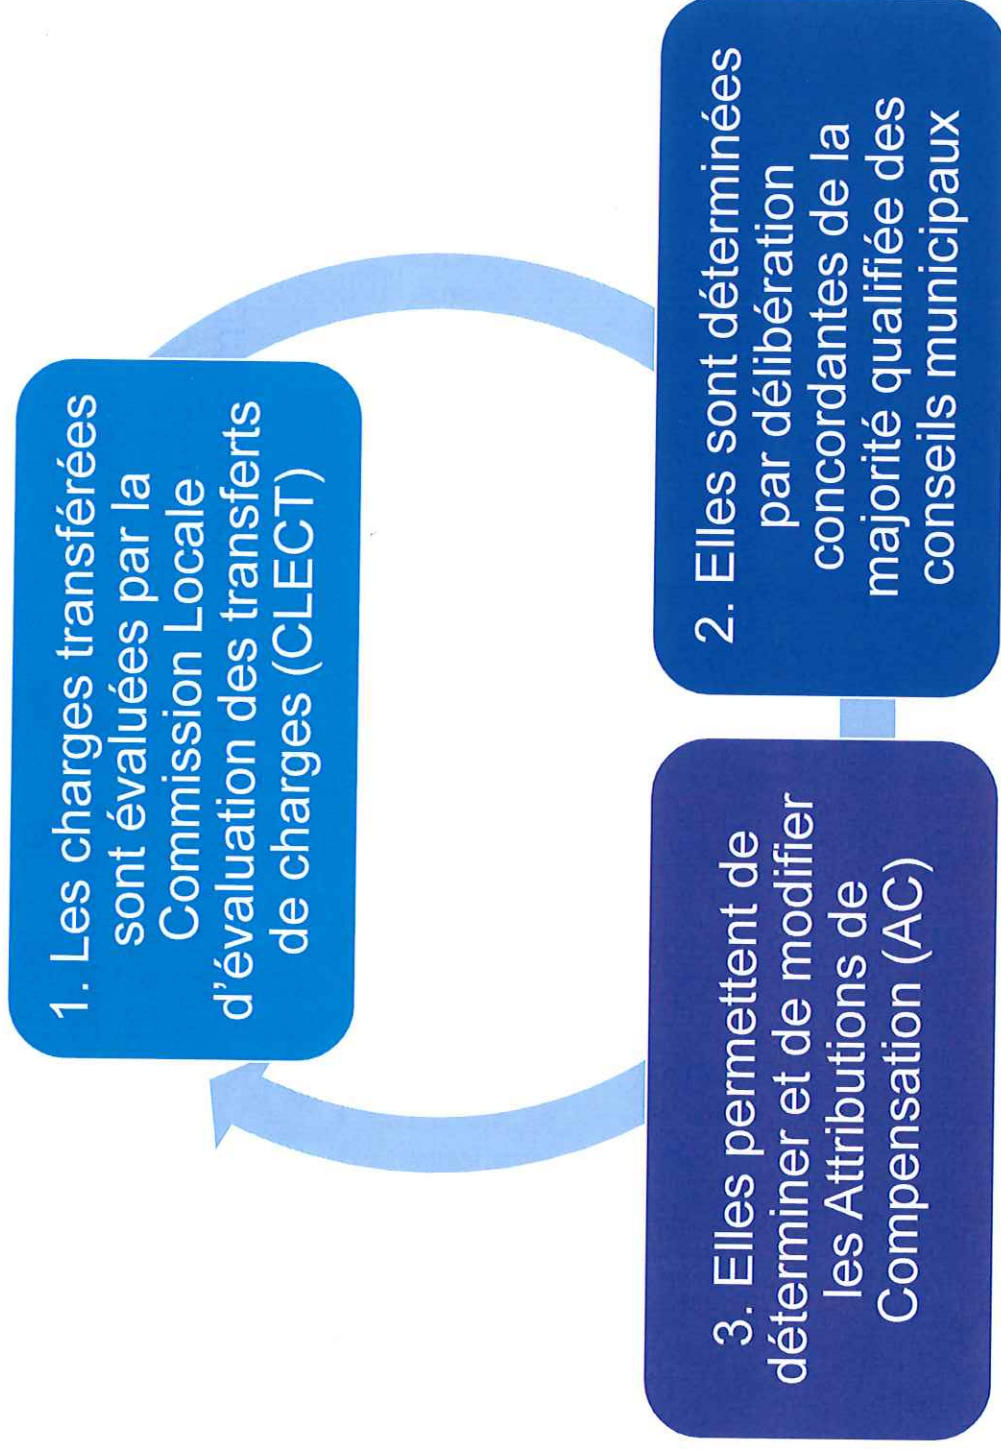 1. Les charges transférées
sont évaluées par la
Commission Locale
d'évaluation des transferts
de charges (CLECT)
2. Elles sont déterminées
par délibération
concordantes de la
majorité qualifiée des
conseils municipaux
3. Elles permettent de
déterminer et de modifier
les Attributions de
Compensation (AC)